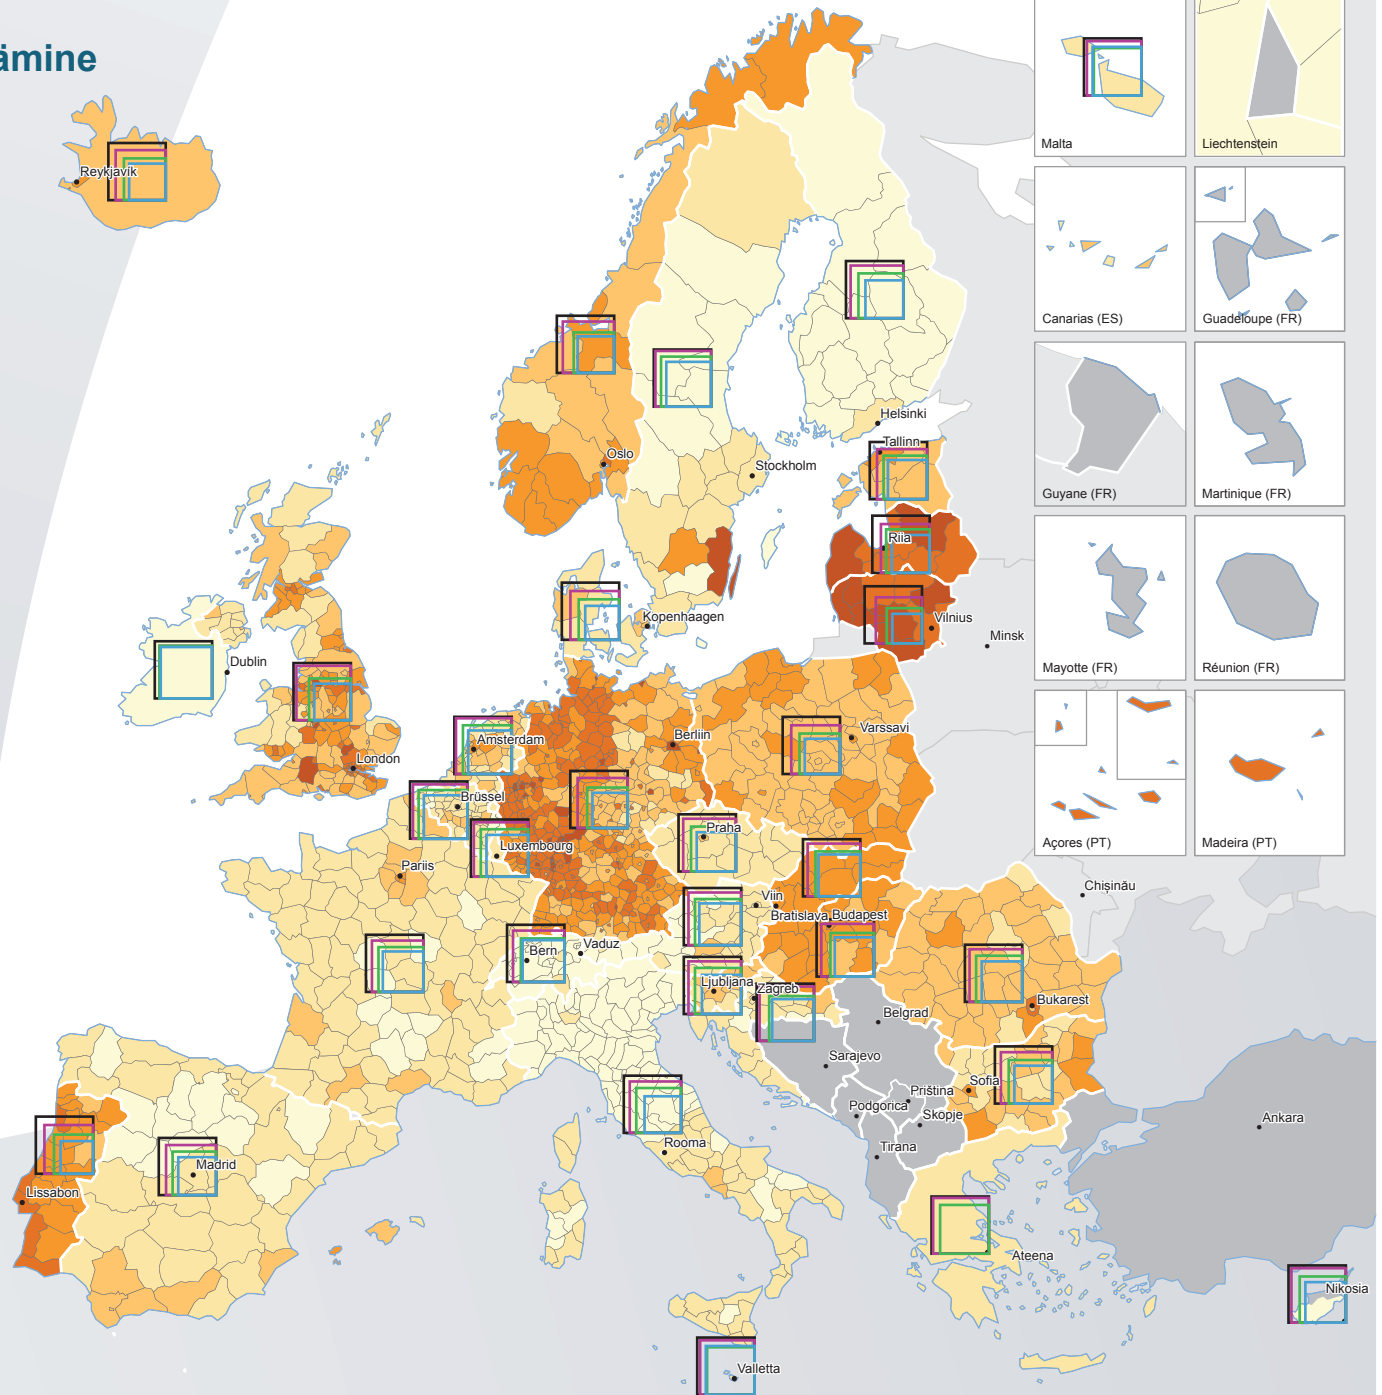 ämine
Malta
Liechtenstein
Reykjavík
Canarias (ES)
Guadeloupe (FR)
Guyane (FR)
Martinique (FR)
Helsinki
Tallinn
Oslo
Stockholm
Riia
Kopenhaagen
Vilnius
Minsk
Mayotte (FR)
Réunion (FR)
Dublin
Amsterdam
Berliin
Varssavi
London
Brüssel
Praha
Luxembourg
Pariis
Açores (PT)
Madeira (PT)
Chișinău
Viin
Bratislava
Budapest
Bern
Vaduz
Ljubljana
Zagreb
Bukarest
Belgrad
Sarajevo
Sofia
Priština
Podgorica
Skopje
Tirana
Ankara
Rooma
Madrid
Lissabon
Ateena
Nikosia
Valletta